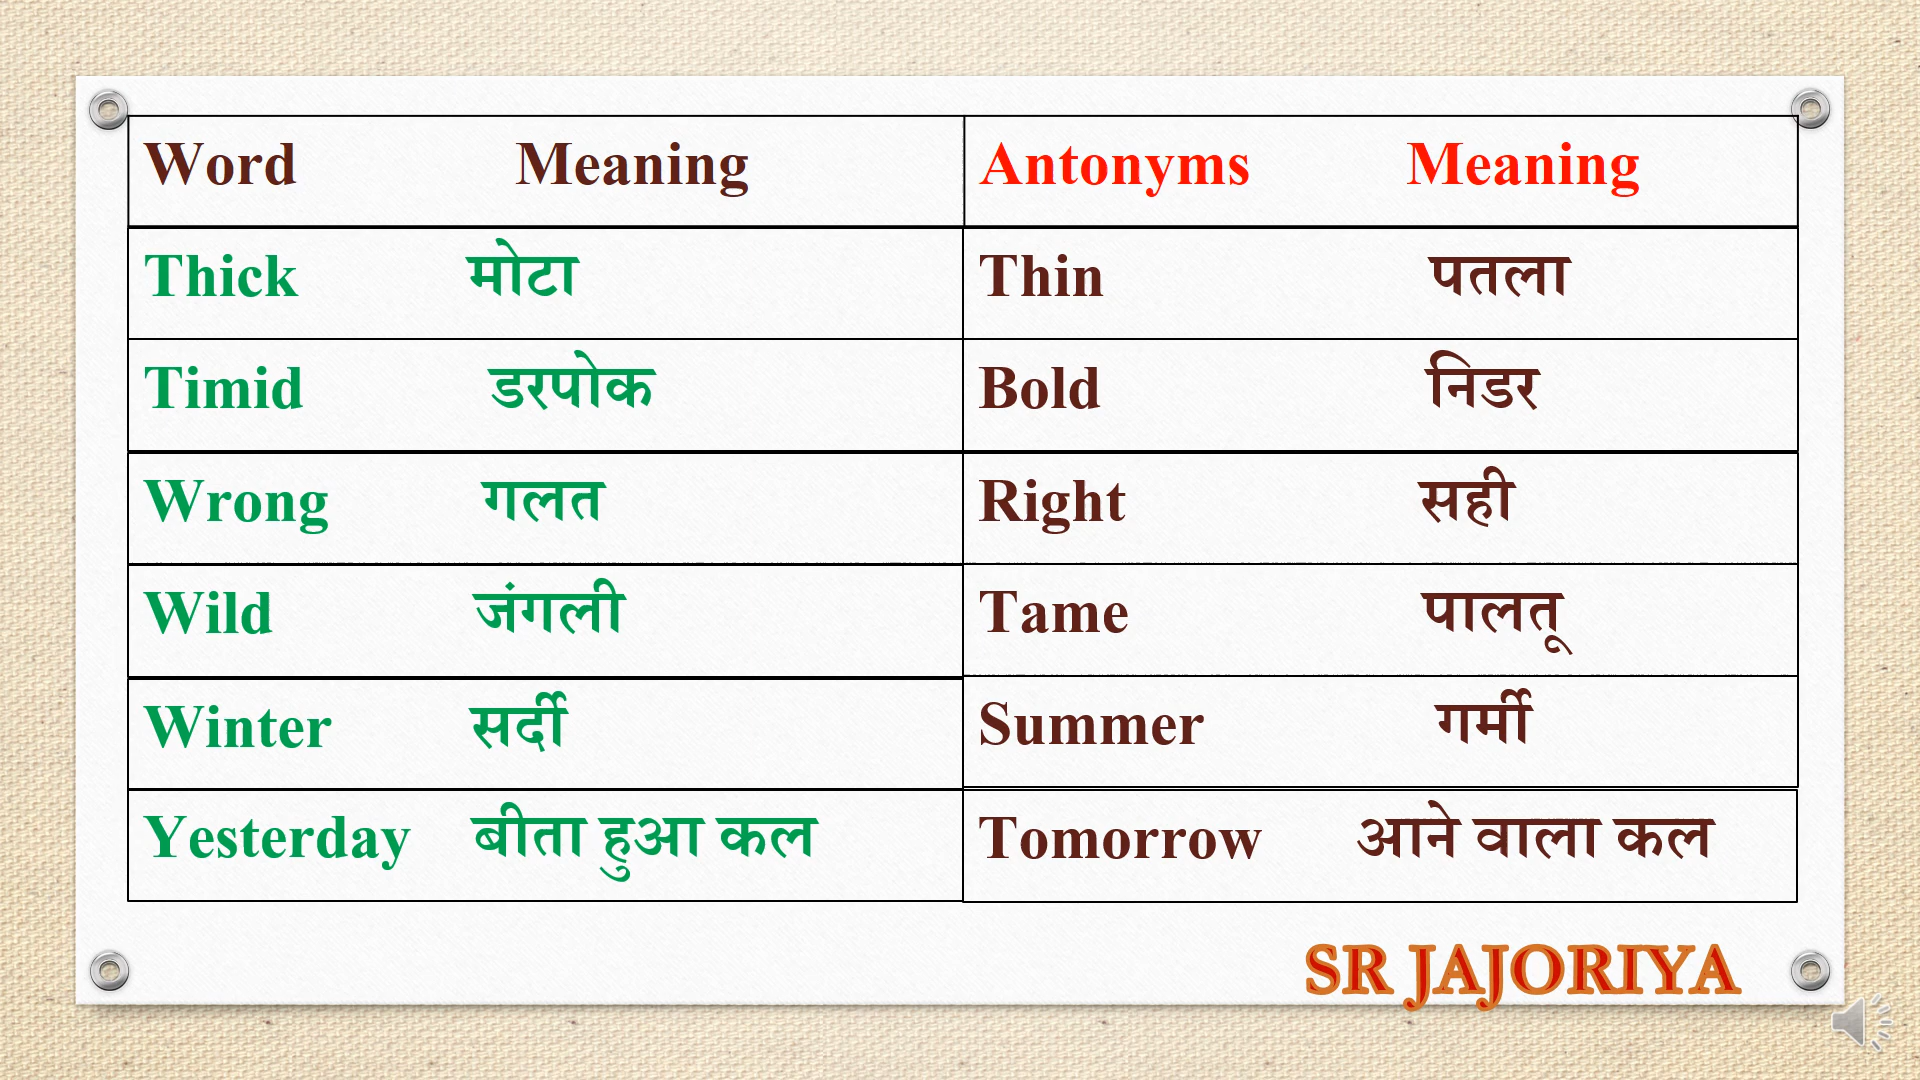 Word Meaning Antonyms Meaning
Thick मोटा Thin पतला
Timid डरपोक Bold निडर
Wrong गलत Right सही
Wild जंगली Tame पालतू
Winter सर्दी Summer गर्मी
Yesterday बीता हुआ कल Tomorrow आने वाला कल
SR JAJORIYA